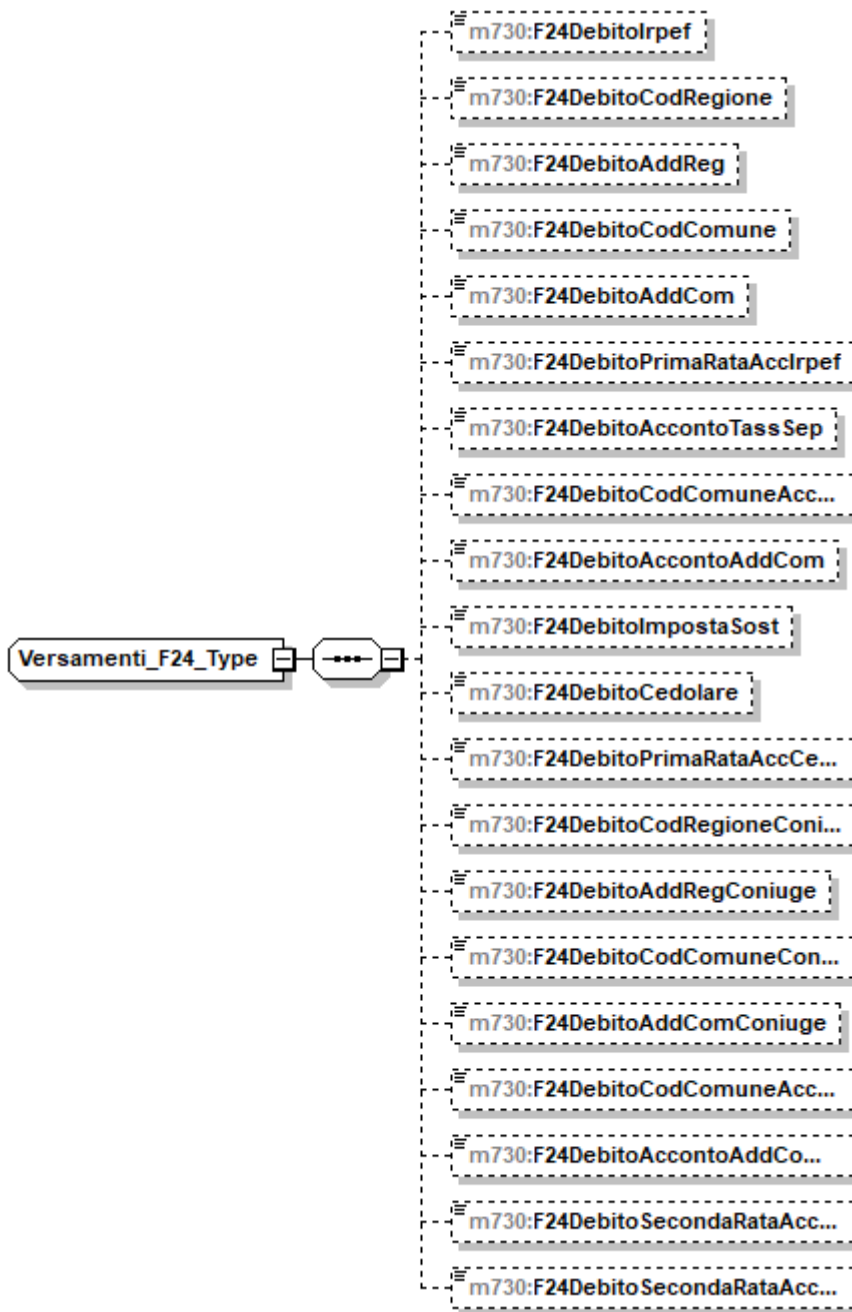 m730:F24DebitoIrpef
m730:F24DebitoCodRegione
m730:F24DebitoAddReg
m730:F24DebitoCodComune
m730:F24DebitoAddCom
m730:F24DebitoPrimaRataAccIrpef
m730:F24DebitoAccontoTassSep
m730:F24DebitoCodComuneAcc...
m730:F24DebitoAccontoAddCom
m730:F24DebitoImpostaSost
Versamenti_F24_Type
m730:F24DebitoCedolare
m730:F24DebitoPrimaRataAccCe...
m730:F24DebitoCodRegioneConi...
m730:F24DebitoAddRegConiuge
m730:F24DebitoCodComuneCon...
m730:F24DebitoAddComConiuge
m730:F24DebitoCodComuneAcc...
m730:F24DebitoAccontoAddCo...
m730:F24DebitoSecondaRataAcc...
m730:F24DebitoSecondaRataAcc...